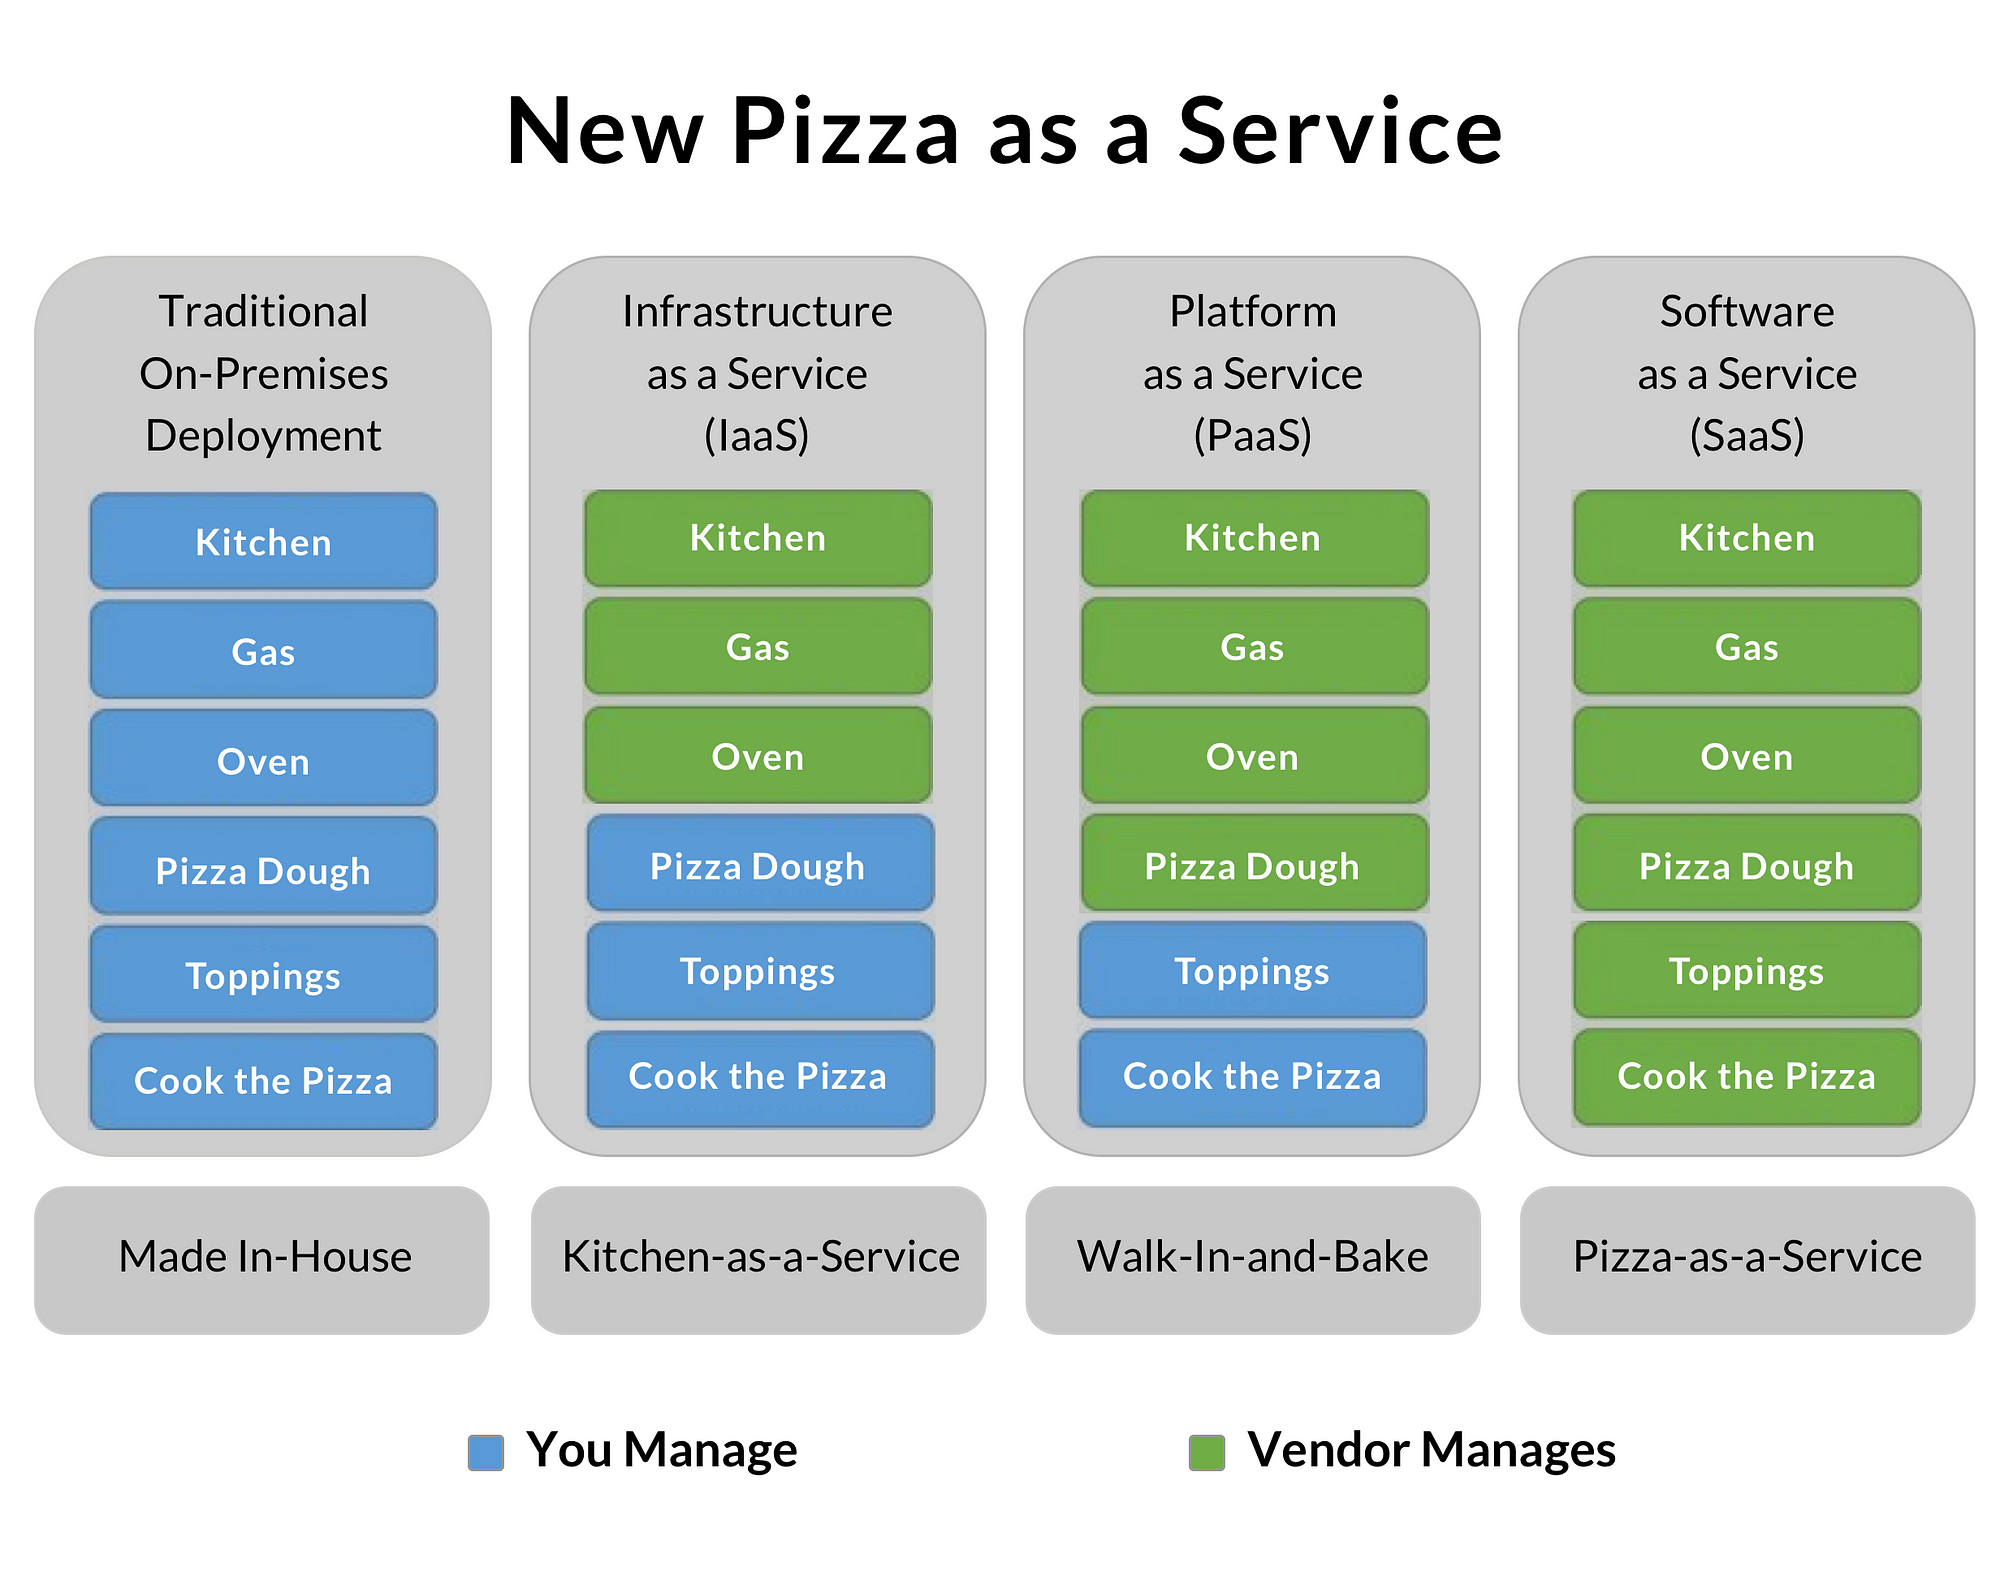 New Pizza as a Service
Traditional
On-Premises
Deployment
Kitchen
Gas
Oven
Pizza Dough
Toppings
Cook the Pizza
Made In-House
Infrastructure
as a Service
(IaaS)
Kitchen
Gas
Oven
Pizza Dough
Toppings
Cook the Pizza
Kitchen-as-a-Service
Platform
as a Service
(PaaS)
Kitchen
Gas
Oven
Pizza Dough
Toppings
Cook the Pizza
Walk-In-and-Bake
Software
as a Service
(SaaS)
Kitchen
Gas
Oven
Pizza Dough
Toppings
Cook the Pizza
Pizza-as-a-Service
You Manage
Vendor Manages